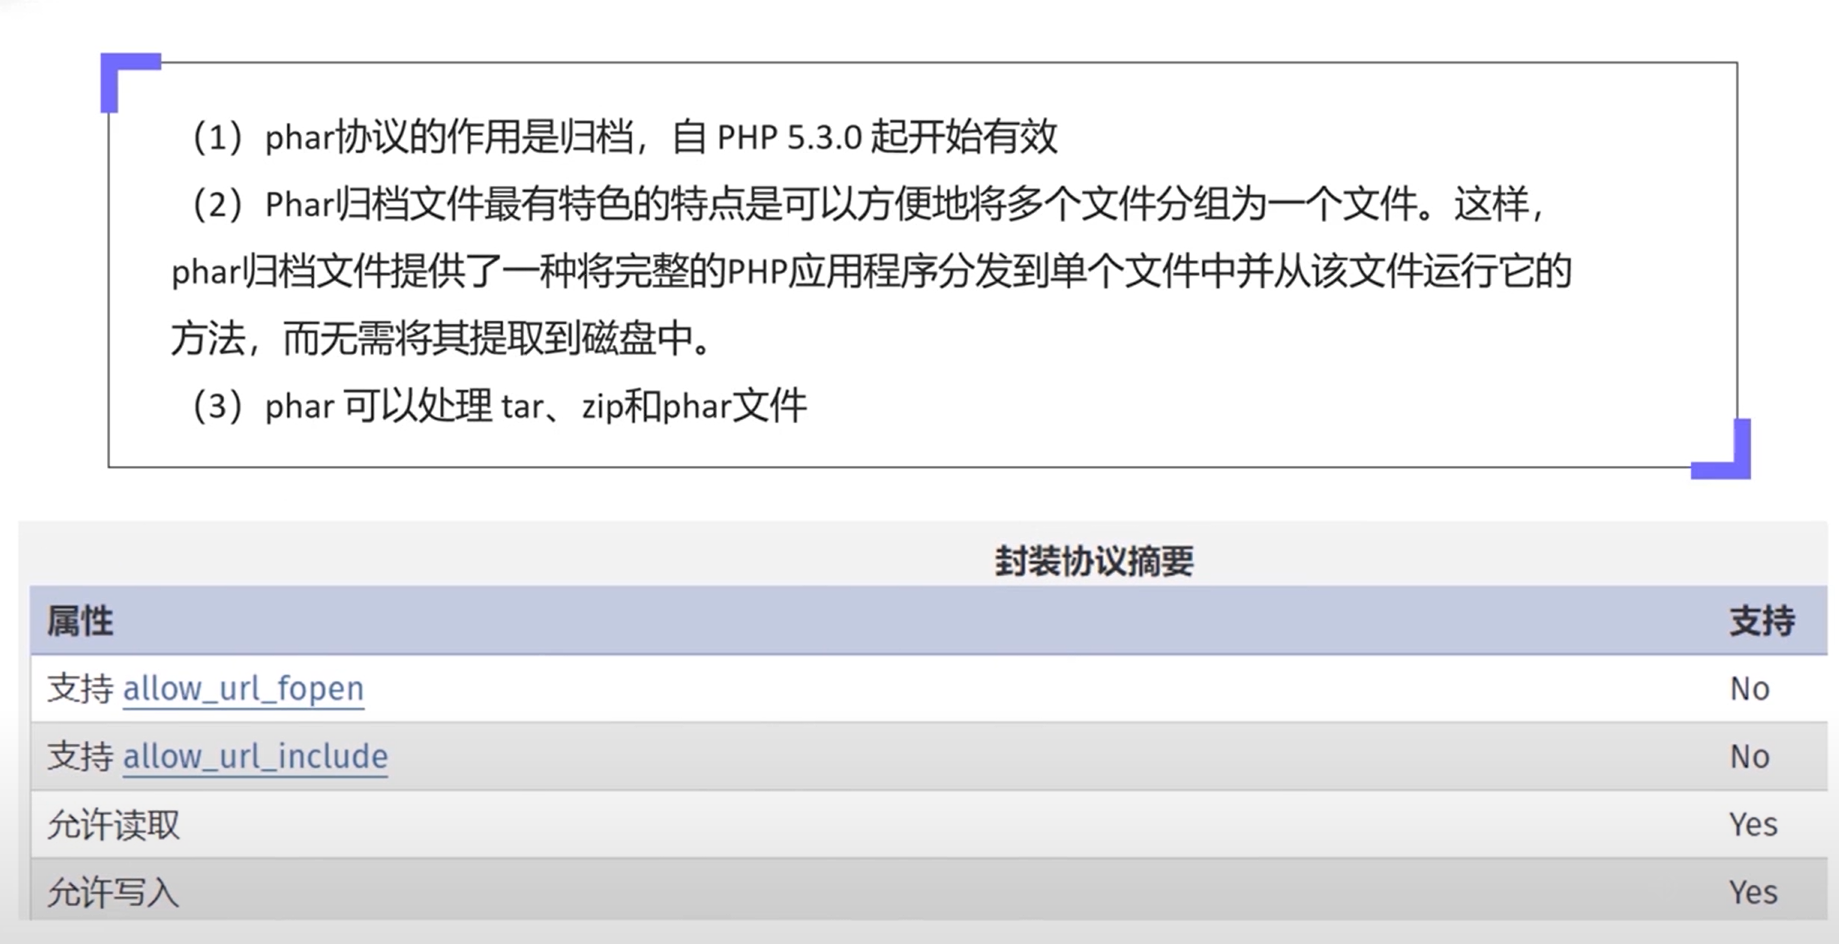 （1）phar协议的作用是归档，自 PHP 5.3.0 起开始有效
（2）Phar归档文件最有特色的特点是可以方便地将多个文件分组为一个文件。这样，
phar归档文件提供了一种将完整的PHP应用程序分发到单个文件中并从该文件运行它的
方法，而无需将其提取到磁盘中。
（3）phar 可以处理 tar、zip和phar文件
封装协议摘要
属性 支持
支持 allow_url_fopen No
支持 allow_url_include No
允许读取 Yes
允许写入 Yes